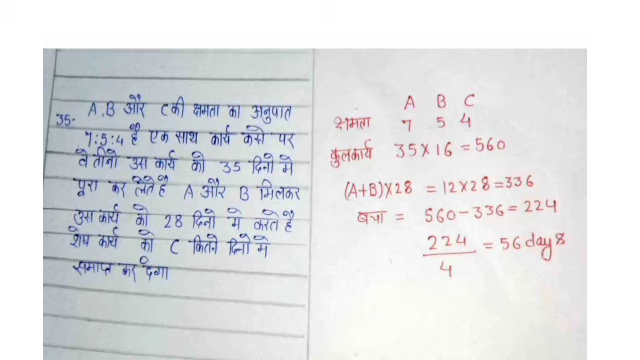 35. A, B और C की क्षमता का अनुपात
7:5:4 है एक साथ कार्य करने पर
वे तीनो उस कार्य को 35 दिनो मे
पूरा कर लेते है A और B मिलकर
उस कार्य को 28 दिनो मे करते है
शेष कार्य को C कितने दिनो मे
समाप्त कर देगा
A B C
क्षमता 7 5 4
कुलकार्य 35×16=560
(A+B)×28 =12×28=336
बचा = 560-336=224
224/4 =56 days